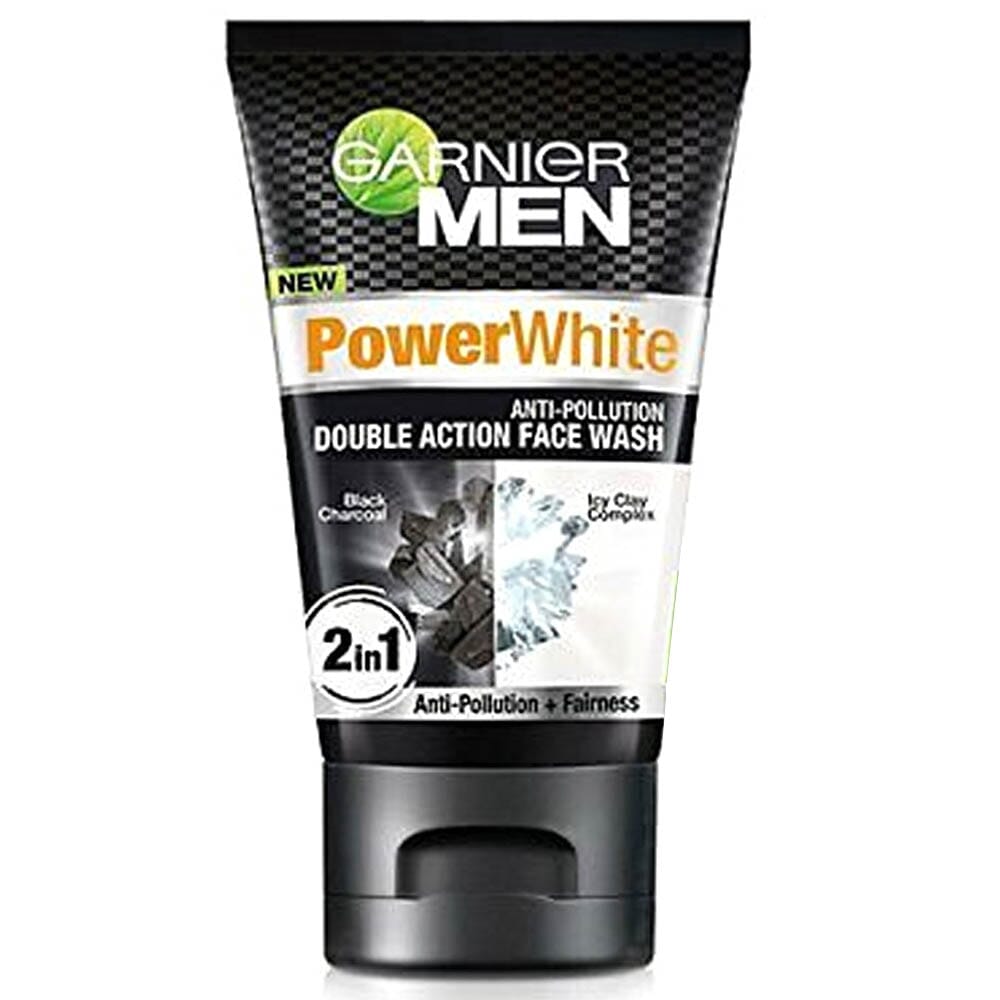 GARNIER
MEN
NEW
PowerWhite
ANTI-POLLUTION
DOUBLE ACTION FACE WASH
Black
Charcoal
Icy Clay
Complex
2in1
Anti-Pollution + Fairness